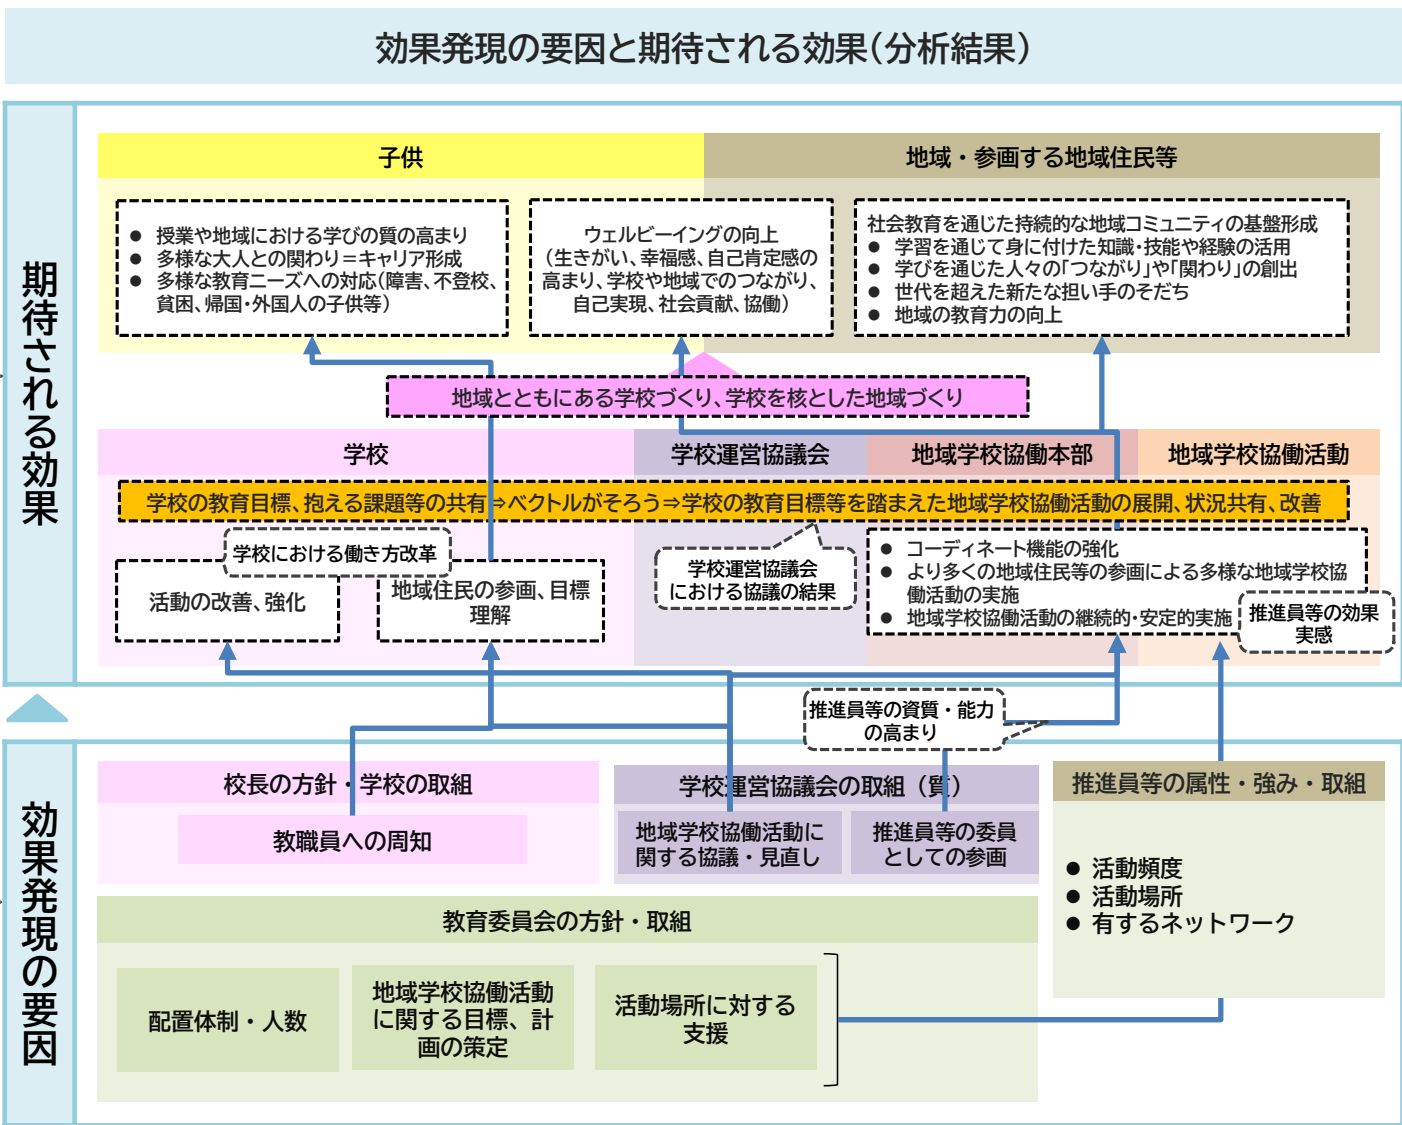 効果発現の要因と期待される効果(分析結果)
期待される効果
子供
地域・参画する地域住民等
● 授業や地域における学びの質の高まり
● 多様な大人との関わり＝キャリア形成
● 多様な教育ニーズへの対応(障害、不登校、
貧困、帰国・外国人の子供等)
ウェルビーイングの向上
(生きがい、幸福感、自己肯定感の
高まり、学校や地域でのつながり、
自己実現、社会貢献、協働)
社会教育を通じた持続的な地域コミュニティの基盤形成
● 学習を通じて身に付けた知識・技能や経験の活用
● 学びを通じた人々の「つながり」や「関わり」の創出
● 世代を超えた新たな担い手のそだち
● 地域の教育力の向上
地域とともにある学校づくり、学校を核とした地域づくり
学校
学校運営協議会
地域学校協働本部
地域学校協働活動
学校の教育目標、抱える課題等の共有⇒ベクトルがそろう⇒学校の教育目標等を踏まえた地域学校協働活動の展開、状況共有、改善
学校における働き方改革
活動の改善、強化
地域住民の参画、目標
理解
学校運営協議会
における協議の結果
● コーディネート機能の強化
● より多くの地域住民等の参画による多様な地域学校協
働活動の実施
● 地域学校協働活動の継続的・安定的実施
推進員等の効果
実感
推進員等の資質・能力
の高まり
効果発現の要因
校長の方針・学校の取組
教職員への周知
学校運営協議会の取組（質）
地域学校協働活動に
関する協議・見直し
推進員等の委員
としての参画
推進員等の属性・強み・取組
● 活動頻度
● 活動場所
● 有するネットワーク
教育委員会の方針・取組
配置体制・人数
地域学校協働活動
に関する目標、計
画の策定
活動場所に対する
支援